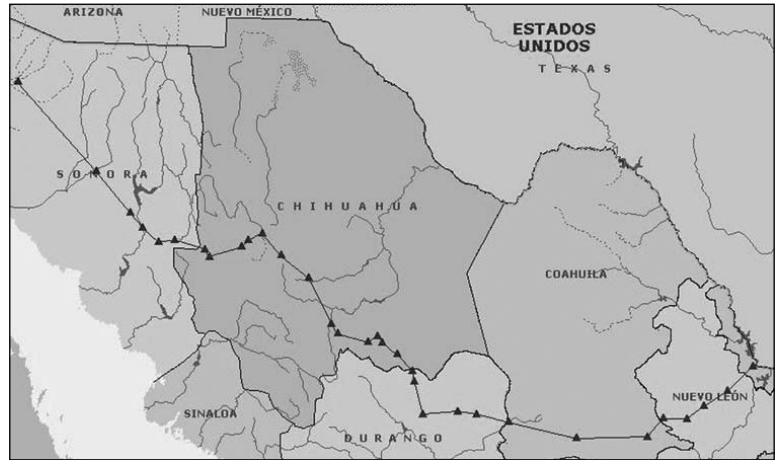 ARIZONA
NUEVO MÉXICO
ESTADOS
UNIDOS
TEXAS
SONORA
CHIHUAHUA
COAHUILA
SINALOA
DURANGO
NUEVO LEÓN